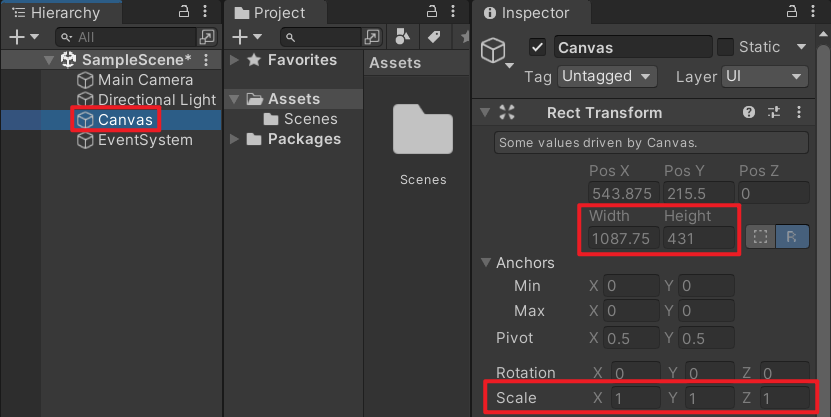 Hierarchy
All
SampleScene*
Main Camera
Directional Light
Canvas
EventSystem
Project
Favorites
Assets
Scenes
Packages
Assets
Scenes
Inspector
Canvas Static
Tag Untagged Layer UI
Rect Transform
Some values driven by Canvas.
Pos X Pos Y Pos Z
543.875 215.5 0
Width Height
1087.75 431 R
Anchors
Min X 0 Y 0
Max X 0 Y 0
Pivot X 0.5 Y 0.5
Rotation X 0 Y 0 Z 0
Scale X 1 Y 1 Z 1